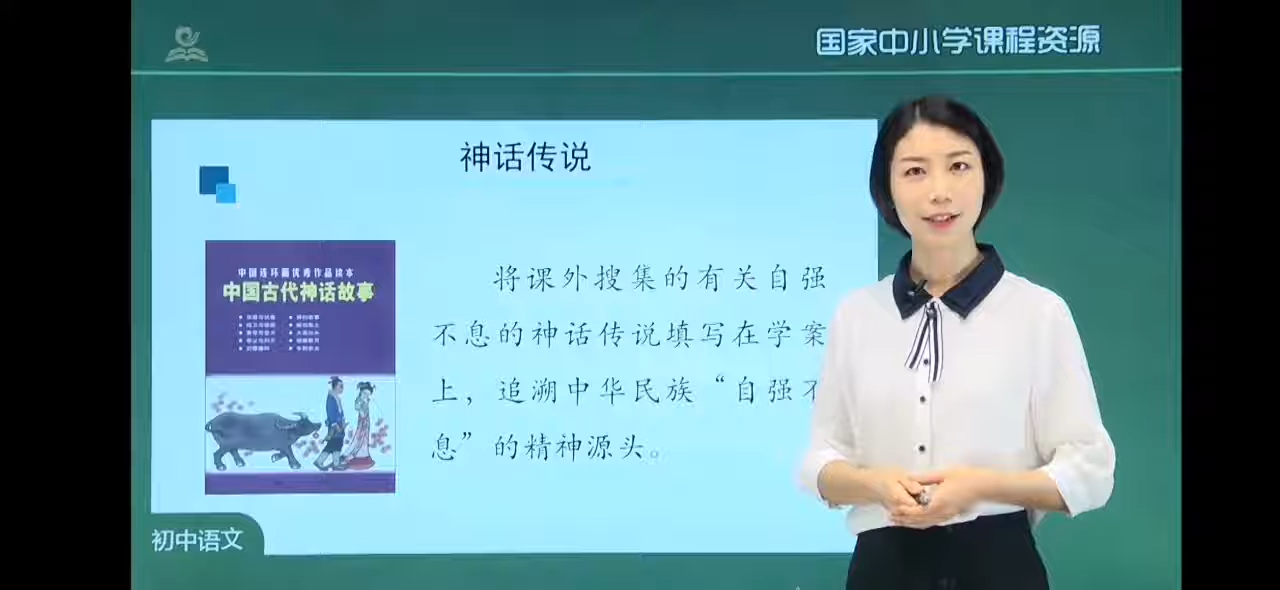 国家中小学课程资源
神话传说
中国连环画优秀作品读本
中国古代神话故事
将课外搜集的有关自强
不息的神话传说填写在学案
上，追溯中华民族“自强不
息”的精神源头。
初中语文